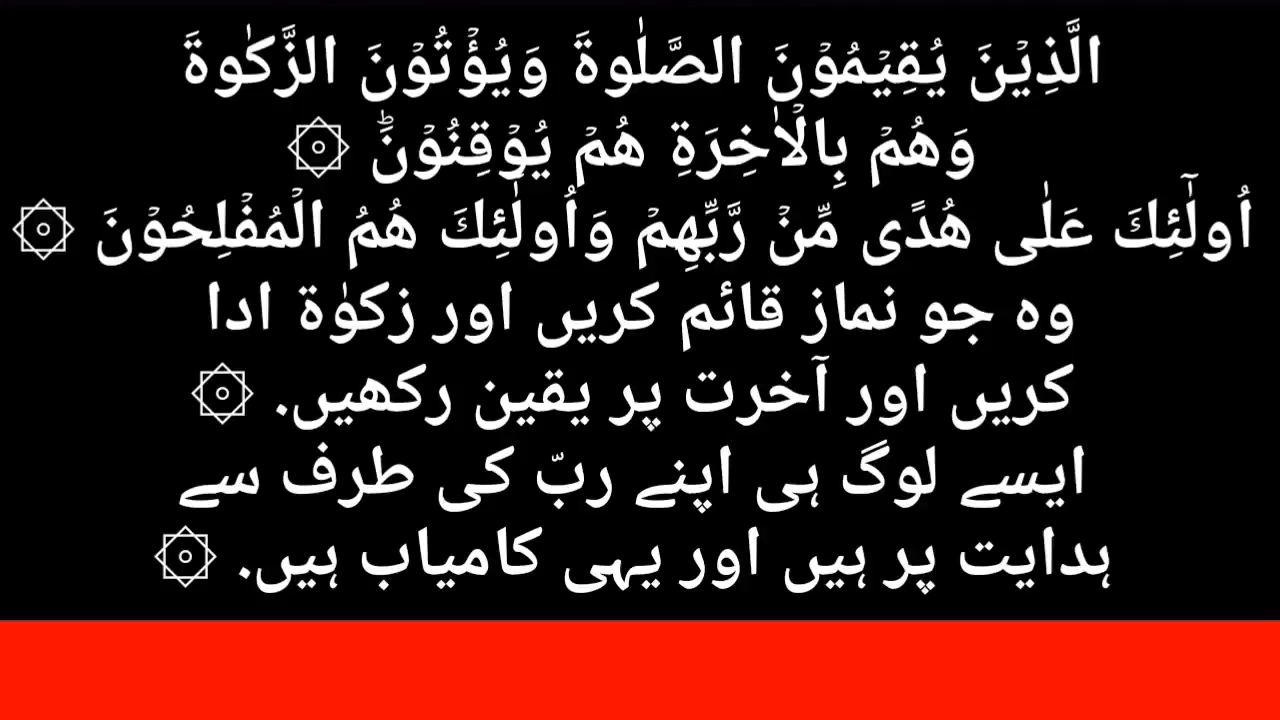 الَّذِيۡنَ يُقِيۡمُوۡنَ الصَّلٰوةَ وَيُؤۡتُوۡنَ الزَّكٰوةَ
وَهُمۡ بِالۡاٰخِرَةِ هُمۡ يُوۡقِنُوۡنَؕ ۞
اُولٰٓئِكَ عَلٰى هُدًى مِّنۡ رَّبِّهِمۡ وَاُولٰٓئِكَ هُمُ الۡمُفۡلِحُوۡنَ ۞
وہ جو نماز قائم کریں اور زکوٰۃ ادا
کریں اور آخرت پر یقین رکھیں. ۞
ایسے لوگ ہی اپنے ربّ کی طرف سے
ہدایت پر ہیں اور یہی کامیاب ہیں. ۞